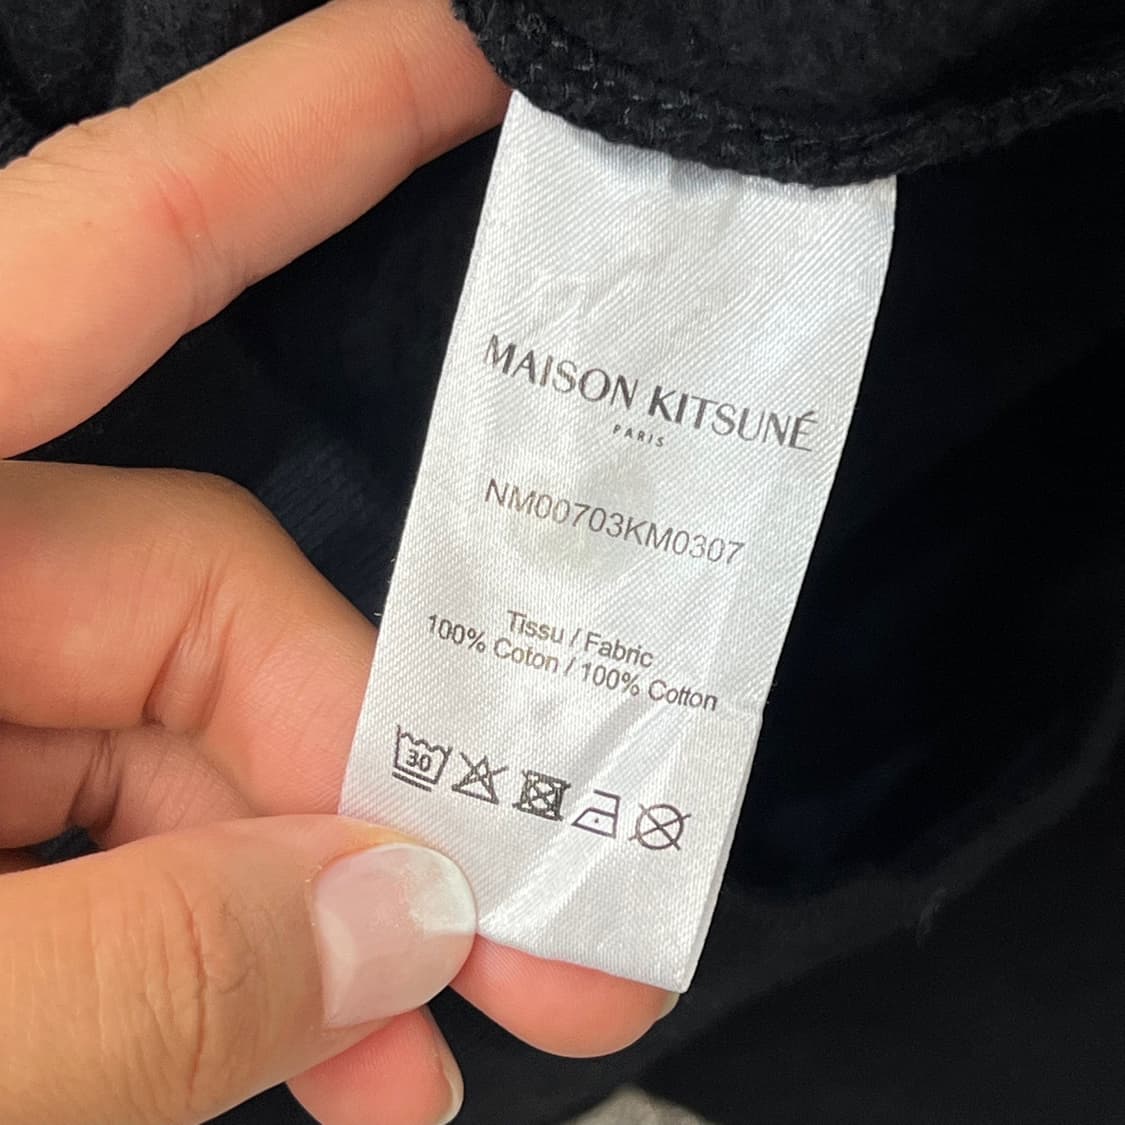 MAISON KITSUNÉ
PARIS
NM00703KM0307
Tissu / Fabric
100% Coton / 100% Cotton
30